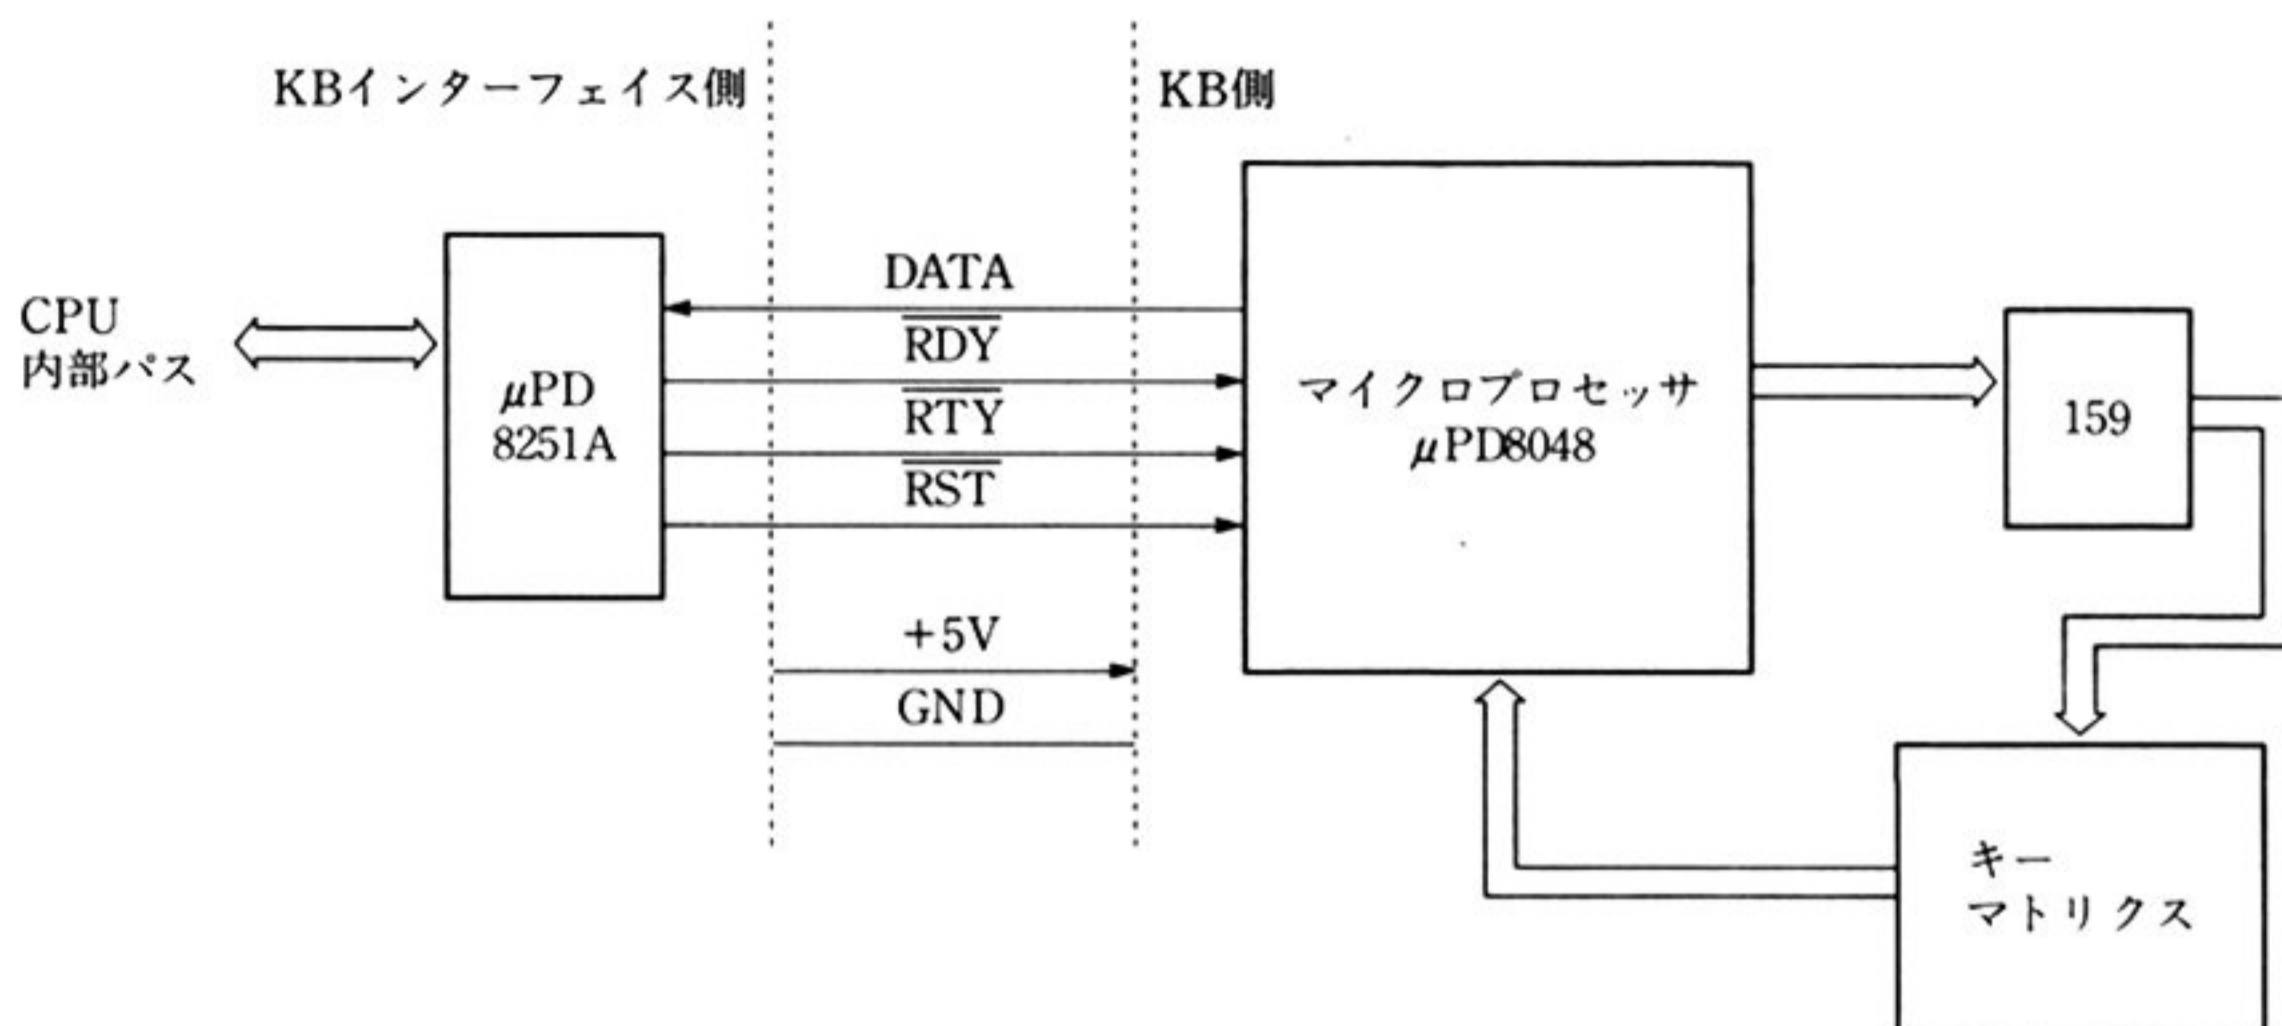 KBインターフェイス側
KB側
CPU
内部バス
μPD
8251A
DATA
RDY
RTY
RST
+5V
GND
マイクロプロセッサ
μPD8048
159
キー
マトリクス